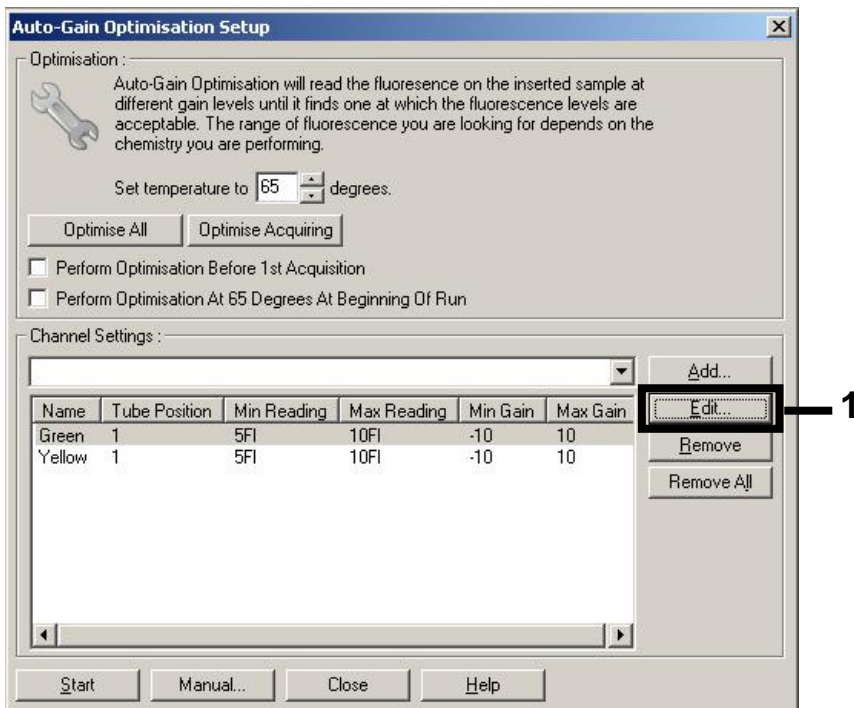 Auto-Gain Optimisation Setup
Optimisation :
Auto-Gain Optimisation will read the fluoresence on the inserted sample at
different gain levels until it finds one at which the fluorescence levels are
acceptable. The range of fluorescence you are looking for depends on the
chemistry you are performing.
Set temperature to 65 degrees.
Optimise All Optimise Acquiring
Perform Optimisation Before 1st Acquisition
Perform Optimisation At 65 Degrees At Beginning Of Run
Channel Settings :
Add...
Name Tube Position Min Reading Max Reading Min Gain Max Gain Edit... 1
Green 1 5Fl 10Fl -10 10
Remove
Yellow 1 5Fl 10Fl -10 10
Remove All
Start Manual... Close Help